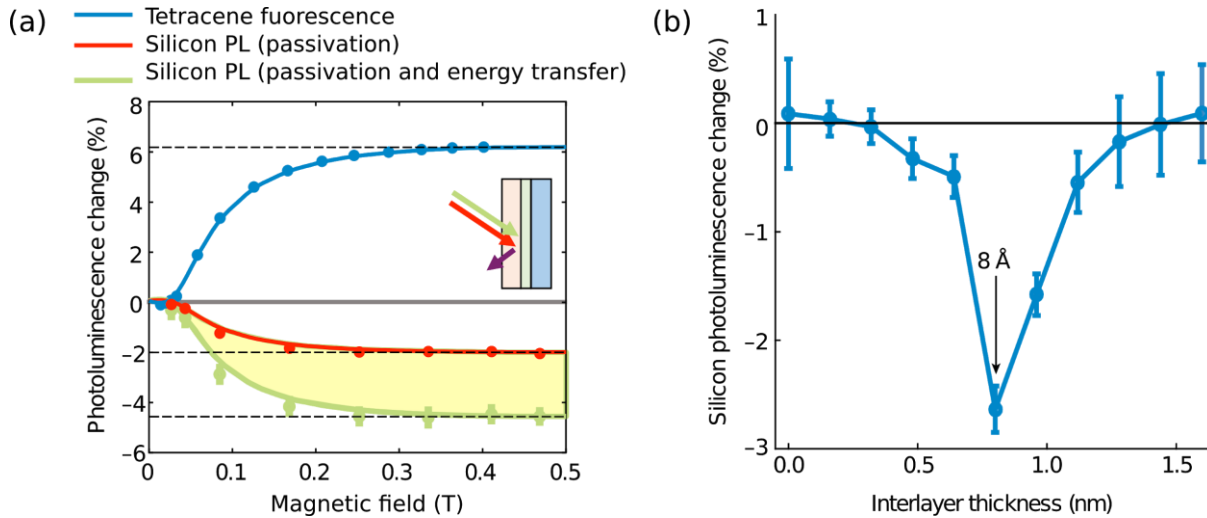 (a)
Tetracene fluorescence
Silicon PL (passivation)
Silicon PL (passivation and energy transfer)
Photoluminescence change (%)
8
6
4
2
0
−2
−4
−6
0
0.1
0.2
0.3
0.4
0.5
Magnetic field (T)
(b)
Silicon photoluminescence change (%)
1
0
−1
−2
−3
8 Å
0.0
0.5
1.0
1.5
Interlayer thickness (nm)